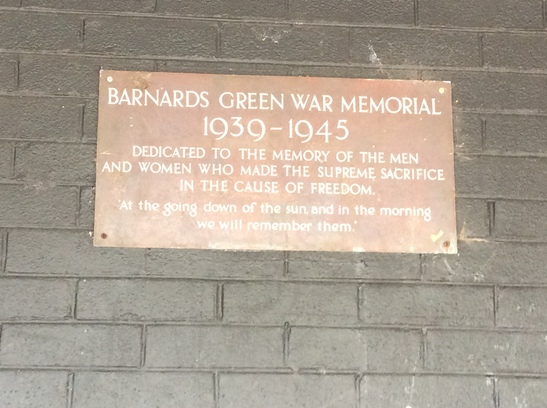 BARNARDS GREEN WAR MEMORIAL
1939-1945
DEDICATED TO THE MEMORY OF THE MEN
AND WOMEN WHO MADE THE SUPREME SACRIFICE
IN THE CAUSE OF FREEDOM.
'At the going down of the sun, and in the morning
we will remember them.'